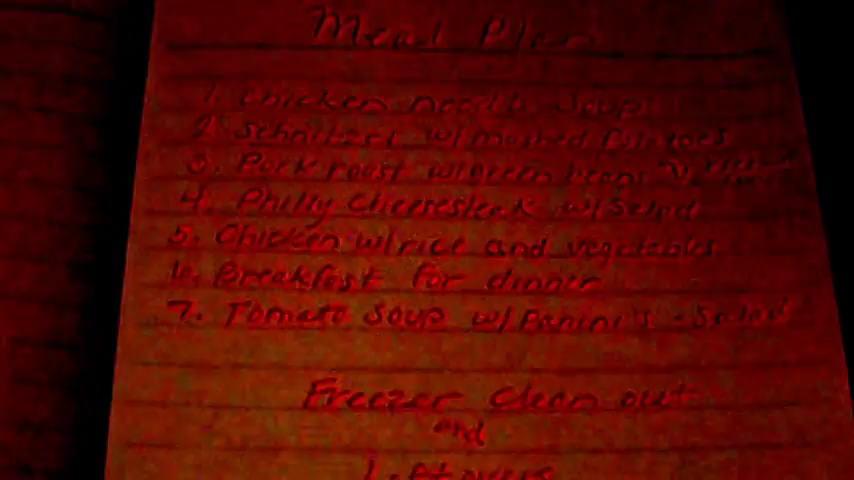 Meal Plan
1. Chicken noodle Soup
2. Schnitzel w/ mashed Potatoes
3. Pork roast w/ Green beans
4. Philly Cheesesteak w/ Salad
5. Chicken w/ rice and vegetables
6. Breakfast for dinner
7. Tomato Soup w/ Panini's - Salad
Freezer Clean out
and
Leftovers